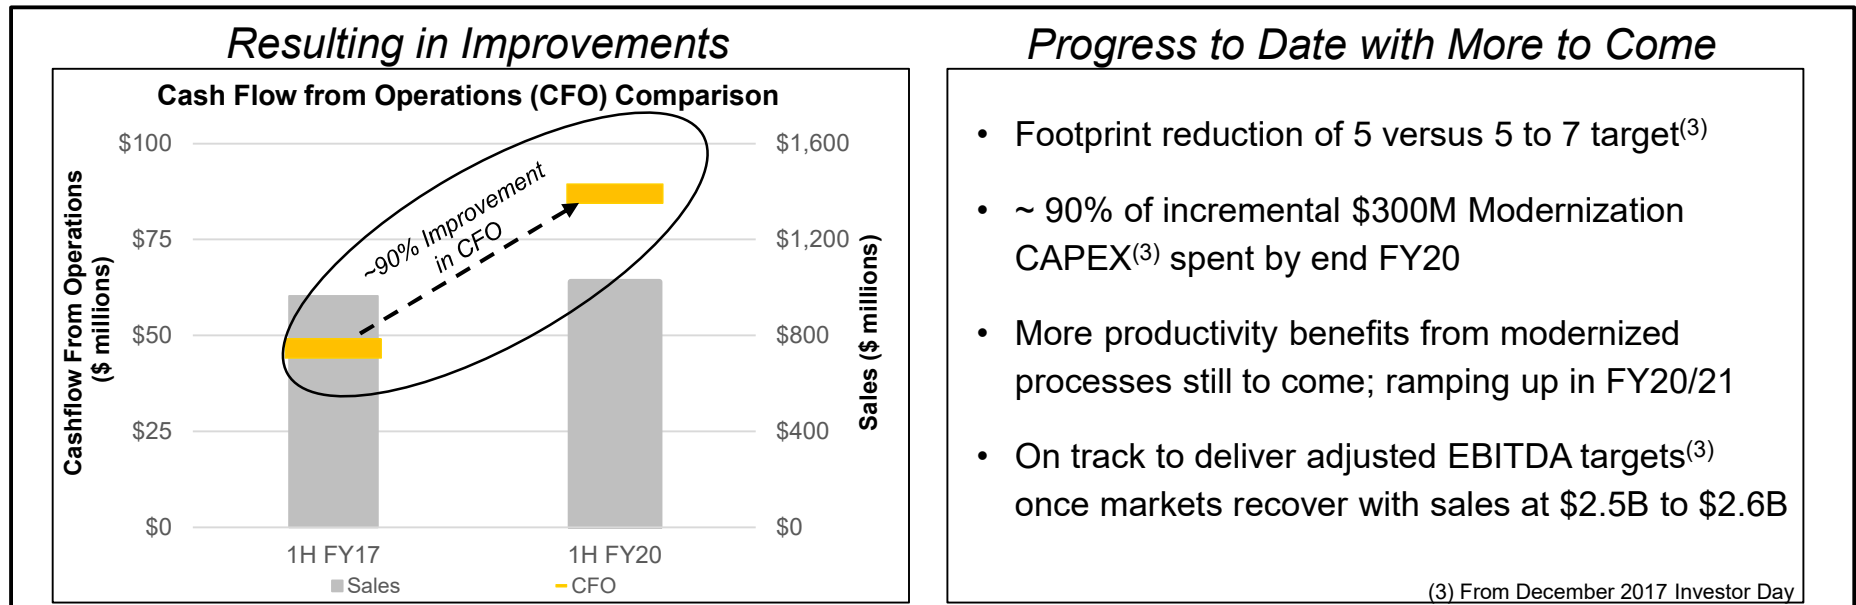 Resulting in Improvements
Cash Flow from Operations (CFO) Comparison
Cashflow From Operations
($ millions)
$100
$75
$50
$25
$0
~90% Improvement
in CFO
$1,600
$1,200
$800
$400
$0
Sales ($ millions)
1H FY17
1H FY20
Sales
CFO
Progress to Date with More to Come
• Footprint reduction of 5 versus 5 to 7 target(3)
• ~ 90% of incremental $300M Modernization
CAPEX(3) spent by end FY20
• More productivity benefits from modernized
processes still to come; ramping up in FY20/21
• On track to deliver adjusted EBITDA targets(3)
once markets recover with sales at $2.5B to $2.6B
(3) From December 2017 Investor Day